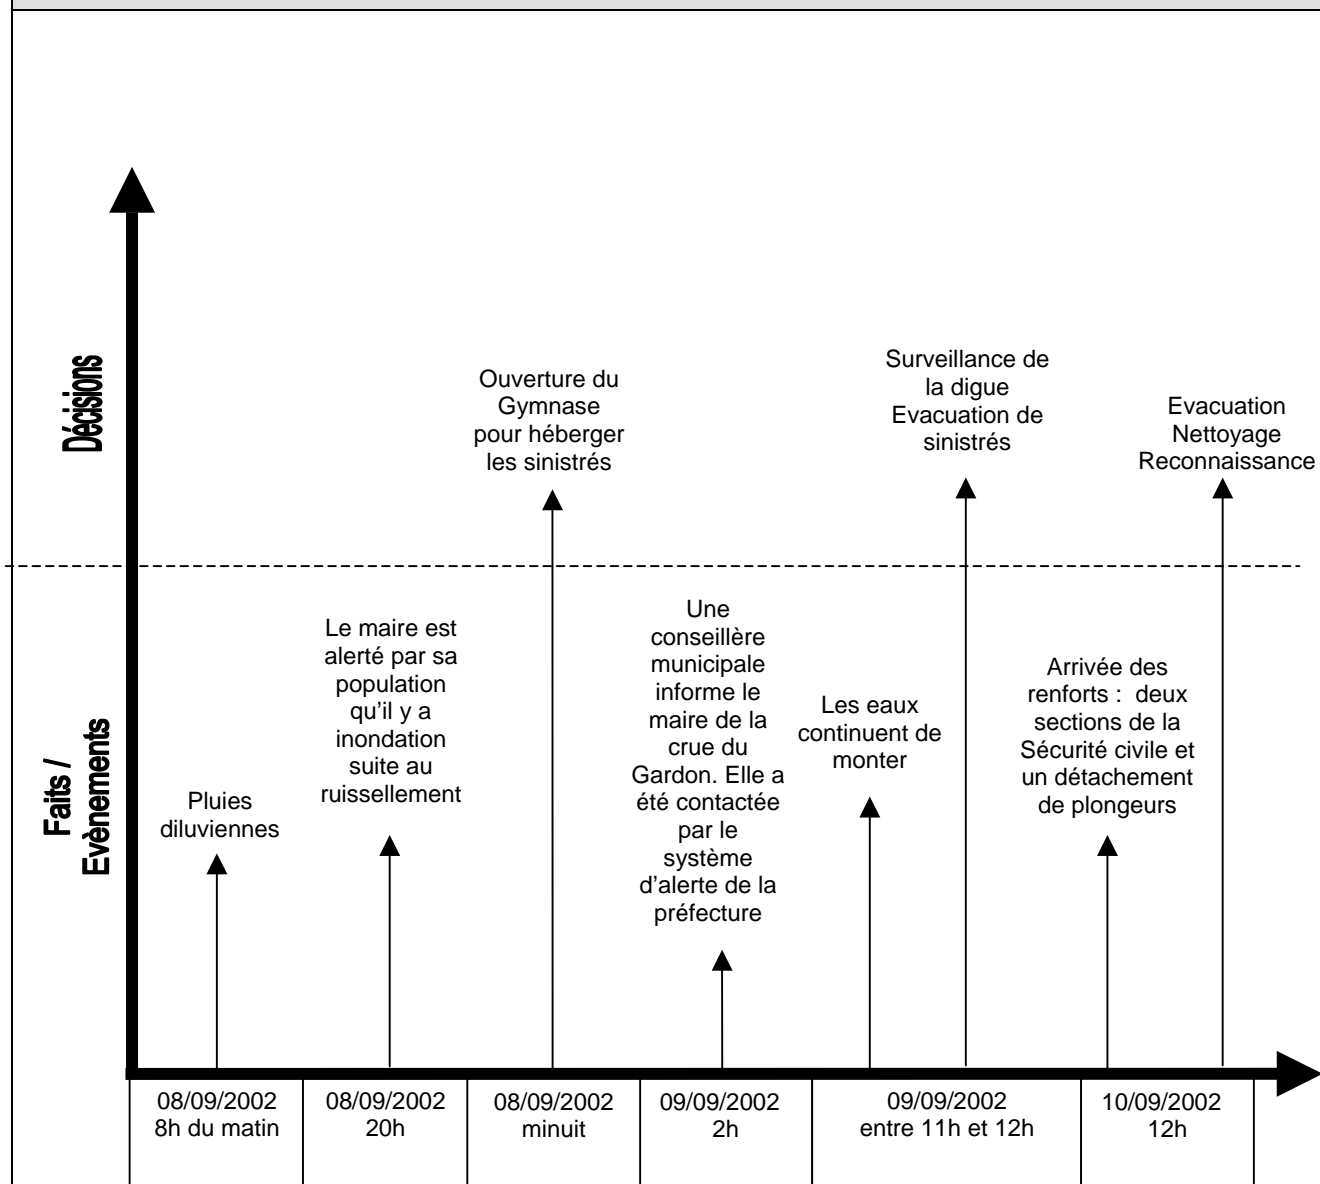 Décisions
Ouverture du
Gymnase
pour héberger
les sinistrés
Surveillance de
la digue
Evacuation de
sinistrés
Evacuation
Nettoyage
Reconnaissance
Faits /
Evènements
Pluies
diluviennes
Le maire est
alerté par sa
population
qu'il y a
inondation
suite au
ruissellement
Une
conseillère
municipale
informe le
maire de la
crue du
Gardon. Elle a
été contactée
par le
système
d'alerte de la
préfecture
Les eaux
continuent de
monter
Arrivée des
renforts :  deux
sections de la
Sécurité civile et
un détachement
de plongeurs
08/09/2002
8h du matin
08/09/2002
20h
08/09/2002
minuit
09/09/2002
2h
09/09/2002
entre 11h et 12h
10/09/2002
12h